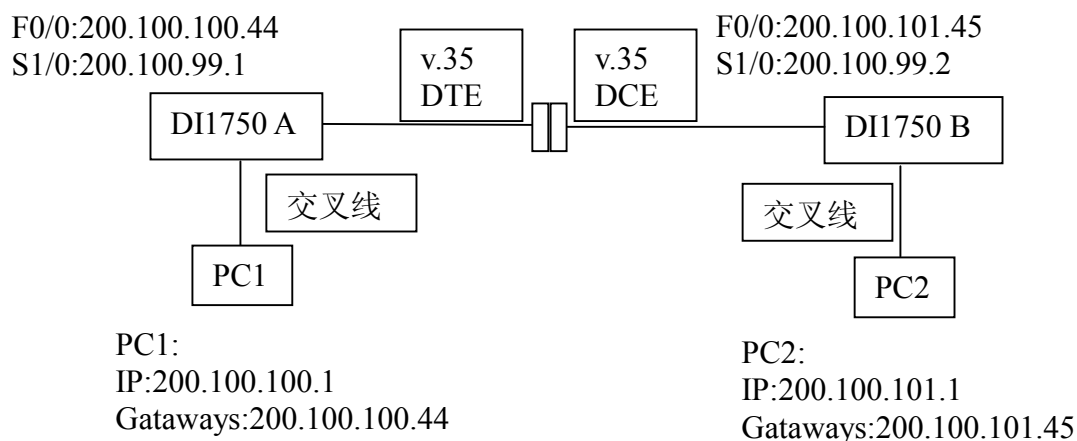 F0/0:200.100.100.44
S1/0:200.100.99.1
v.35
DTE
v.35
DCE
F0/0:200.100.101.45
S1/0:200.100.99.2
DI1750 A
DI1750 B
交叉线
交叉线
PC1
PC2
PC1:
IP:200.100.100.1
Gataways:200.100.100.44
PC2:
IP:200.100.101.1
Gataways:200.100.101.45